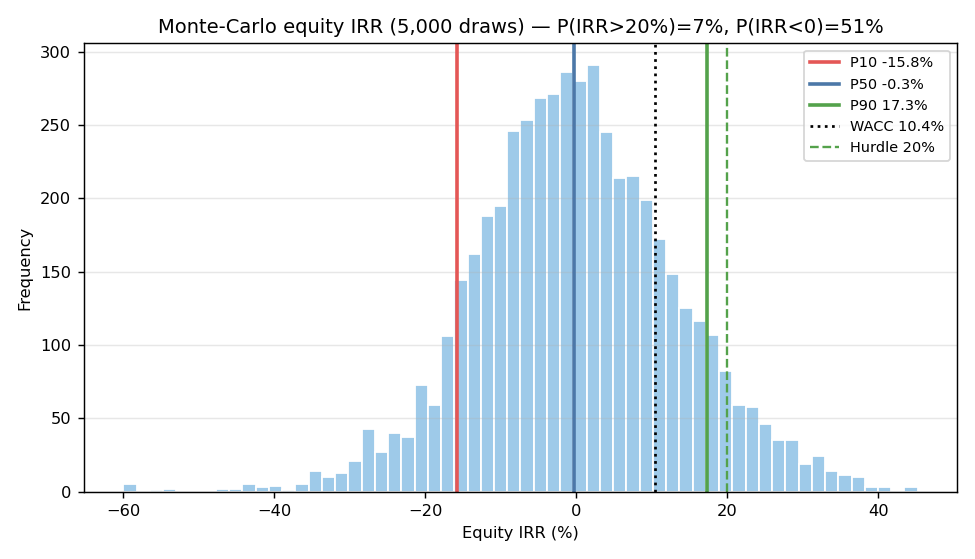 Monte-Carlo equity IRR (5,000 draws) — P(IRR>20%)=7%, P(IRR<0)=51%
P10 -15.8%
P50 -0.3%
P90 17.3%
WACC 10.4%
Hurdle 20%
Frequency
300
250
200
150
100
50
0
−60
−40
−20
0
20
40
Equity IRR (%)